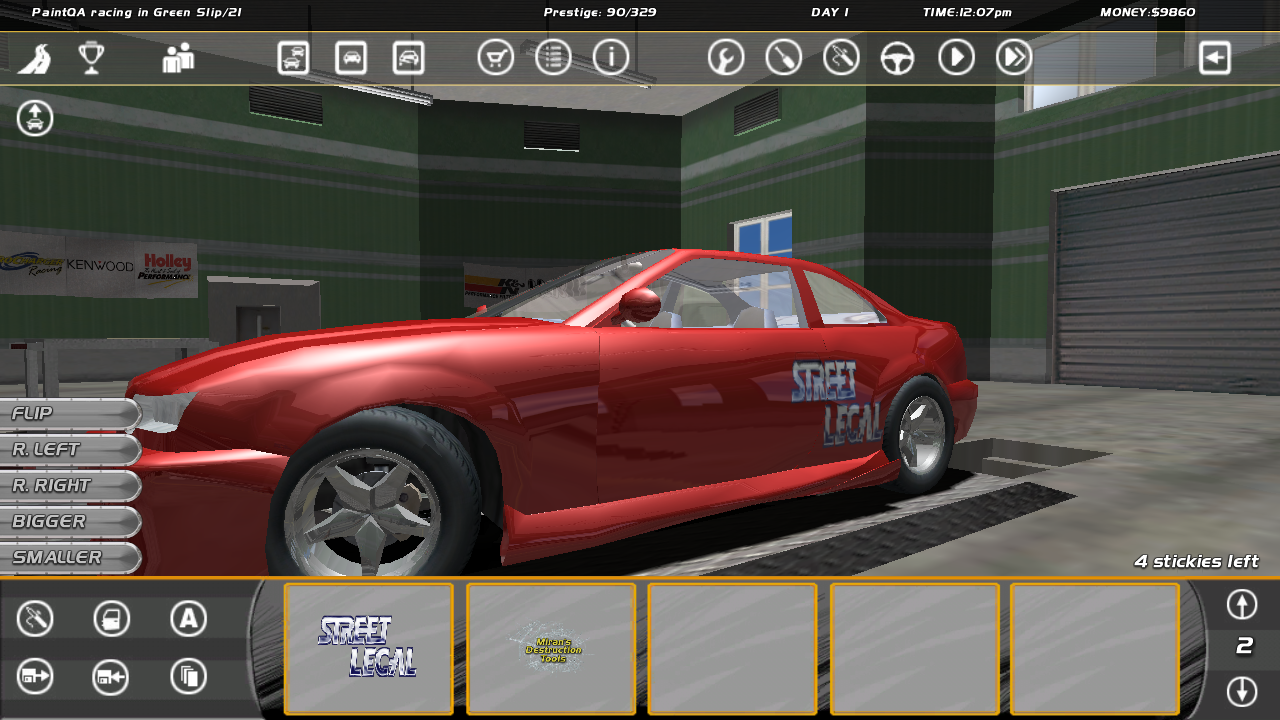 PaintQA racing in Green Slip/21
Prestige: 90/329
DAY 1
TIME:12:07pm
MONEY:$9860
Racing
KENWOOD
Holley
PERFORMANCE
K&N
STREET
LEGAL
FLIP
R. LEFT
R. RIGHT
BIGGER
SMALLER
4 stickies left
A
STREET
LEGAL
Miran's
Destruction
Tools
2